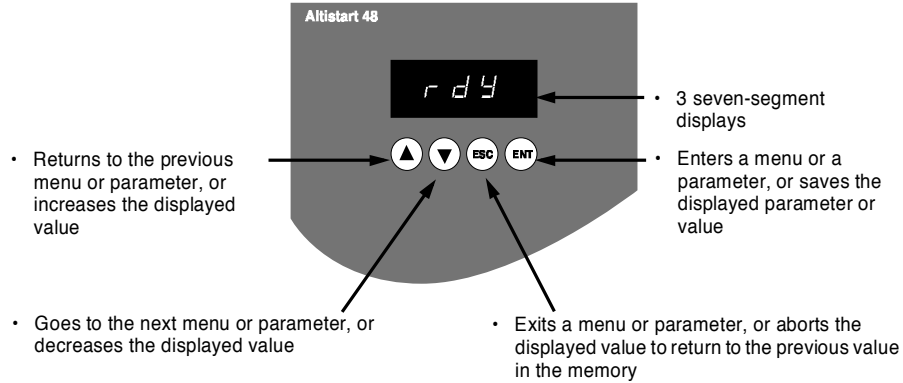 Altistart 48
rdY
• 3 seven-segment
displays
ESC ENT
• Returns to the previous
menu or parameter, or
increases the displayed
value
• Enters a menu or a
parameter, or saves the
displayed parameter or
value
• Goes to the next menu or parameter, or
decreases the displayed value
• Exits a menu or parameter, or aborts the
displayed value to return to the previous value
in the memory